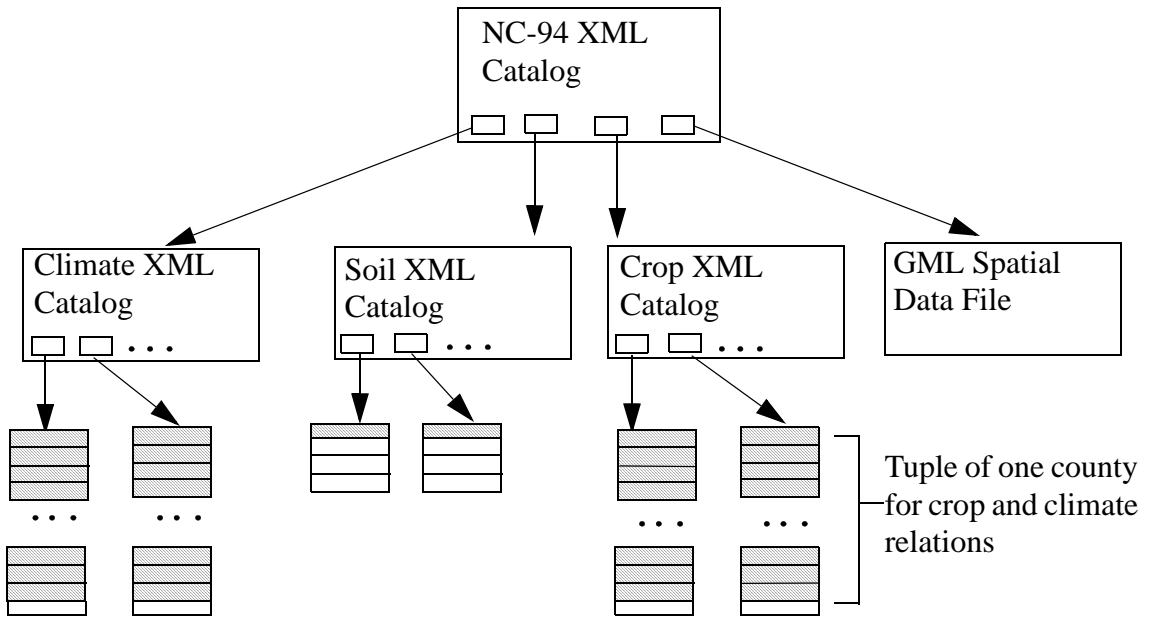 NC-94 XML
Catalog
Climate XML
Catalog
. . .
Soil XML
Catalog
. . .
Crop XML
Catalog
. . .
GML Spatial
Data File
. . .
. . .
. . .
. . .
Tuple of one county
for crop and climate
relations